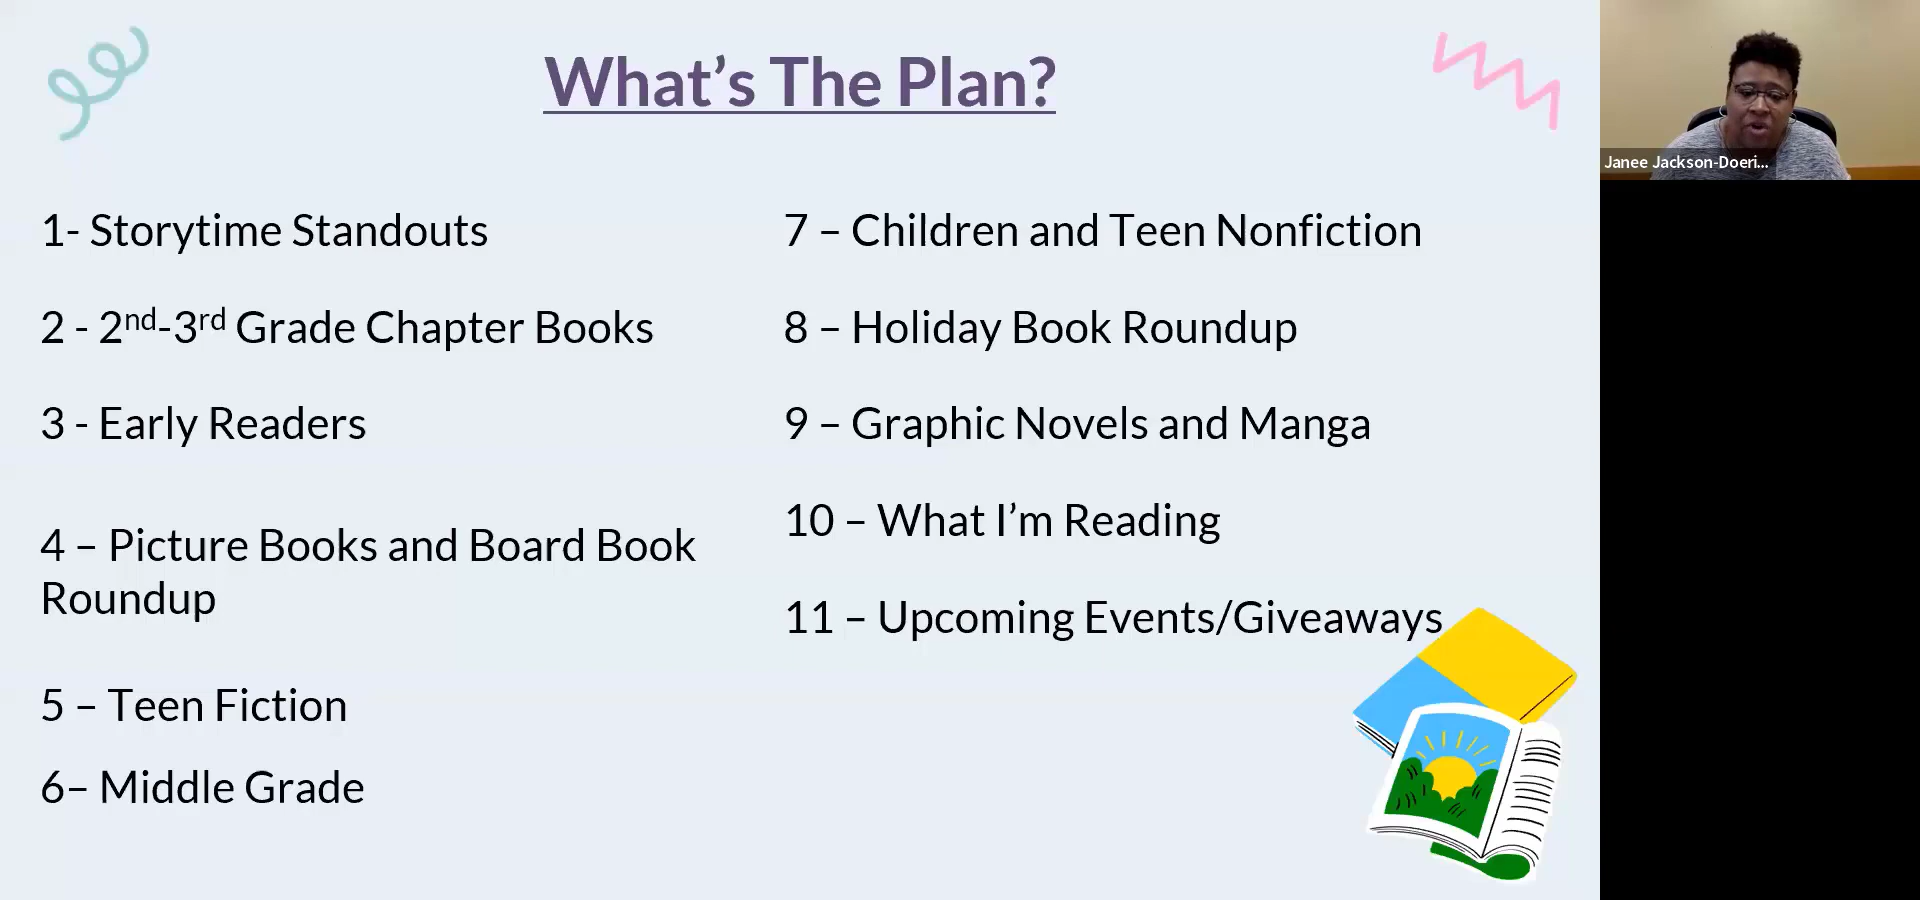 What’s The Plan?
1- Storytime Standouts
2 - 2nd-3rd Grade Chapter Books
3 - Early Readers
4 – Picture Books and Board Book
Roundup
5 – Teen Fiction
6– Middle Grade
7 – Children and Teen Nonfiction
8 – Holiday Book Roundup
9 – Graphic Novels and Manga
10 – What I’m Reading
11 – Upcoming Events/Giveaways
Janee Jackson-Doeri...